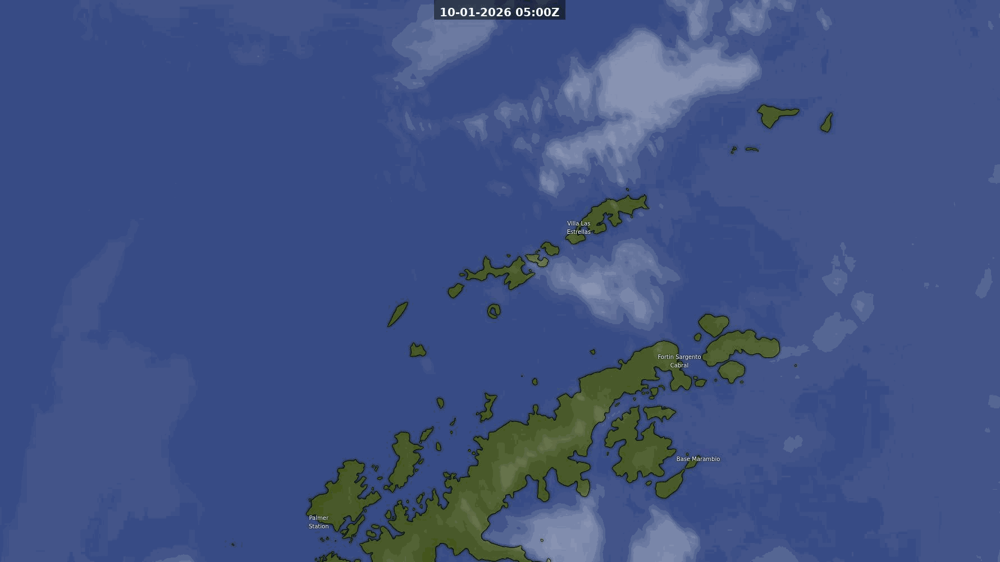 10-01-2026 05:00Z
Villa Las
Estrellas
Fortin Sargento
Cabral
Base Marambio
Palmer
Station